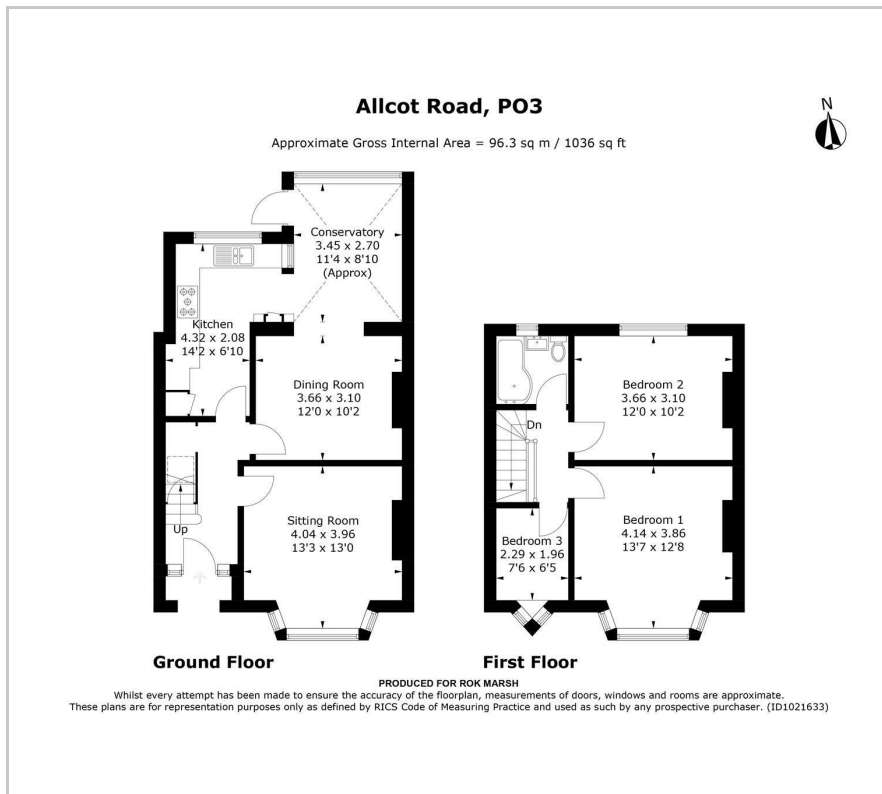 Allcot Road, PO3
N
Approximate Gross Internal Area = 96.3 sq m / 1036 sq ft
Conservatory
3.45 x 2.70
11'4 x 8'10
(Approx)
Kitchen
4.32 x 2.08
14'2 x 6'10
Dining Room
3.66 x 3.10
12'0 x 10'2
Up
Sitting Room
4.04 x 3.96
13'3 x 13'0
Ground Floor
Bedroom 2
3.66 x 3.10
12'0 x 10'2
Dn
Bedroom 3
2.29 x 1.96
7'6 x 6'5
Bedroom 1
4.14 x 3.86
13'7 x 12'8
First Floor
PRODUCED FOR ROK MARSH
Whilst every attempt has been made to ensure the accuracy of the floorplan, measurements of doors, windows and rooms are approximate.
These plans are for representation purposes only as defined by RICS Code of Measuring Practice and used as such by any prospective purchaser. (ID1021633)